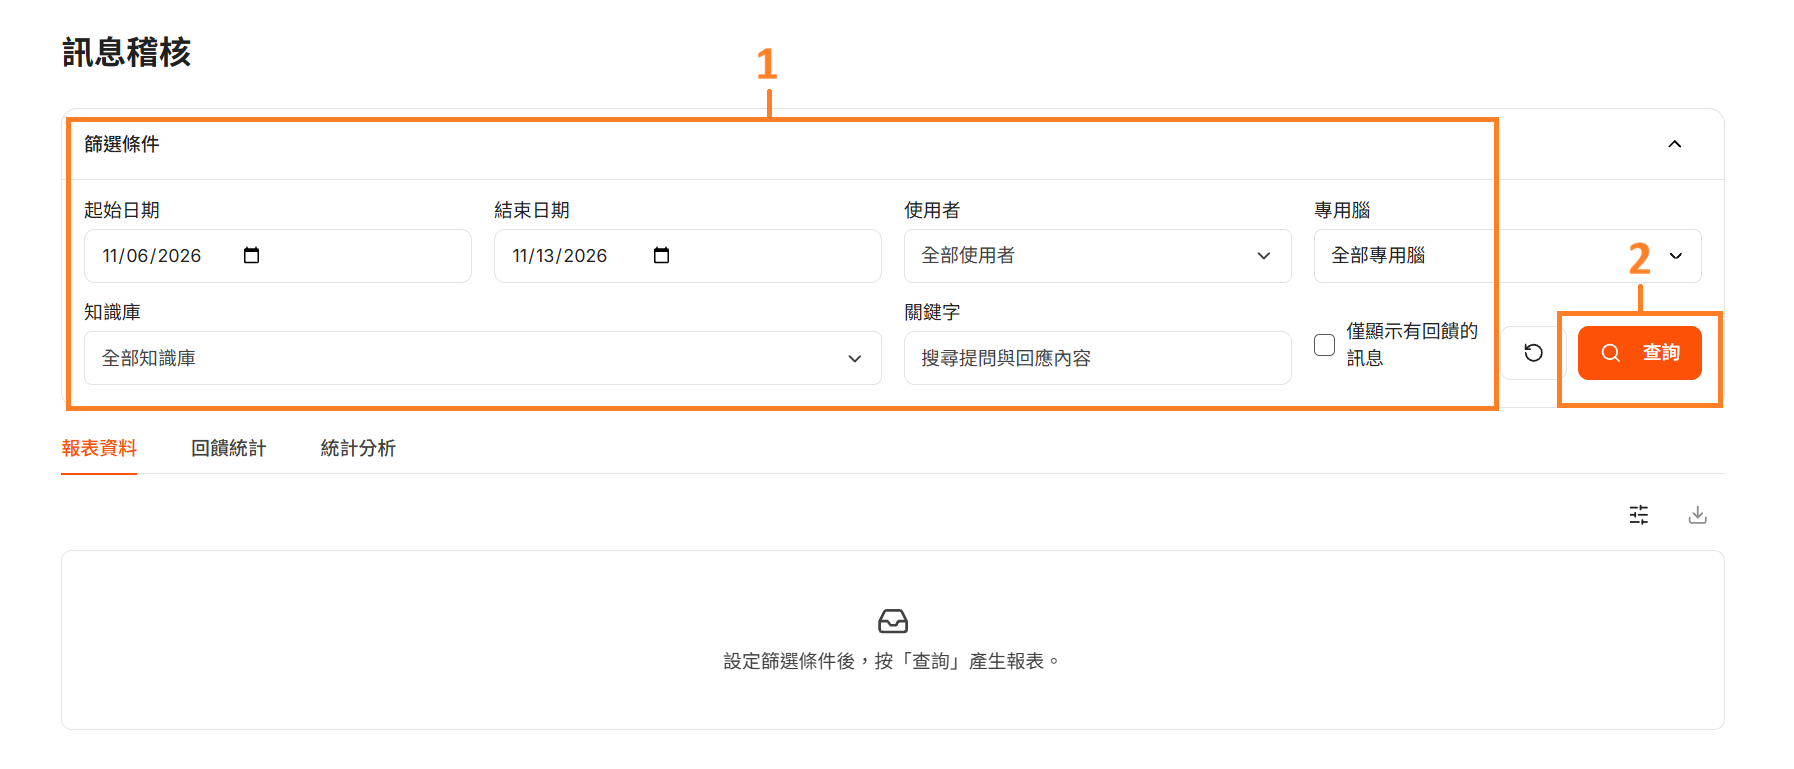 訊息稽核
1
篩選條件
起始日期
結束日期
使用者
專用腦
11/06/2026
11/13/2026
全部使用者
全部專用腦
2
知識庫
關鍵字
全部知識庫
搜尋提問與回應內容
僅顯示有回饋的
訊息
查詢
報表資料
回饋統計
統計分析
設定篩選條件後，按「查詢」產生報表。